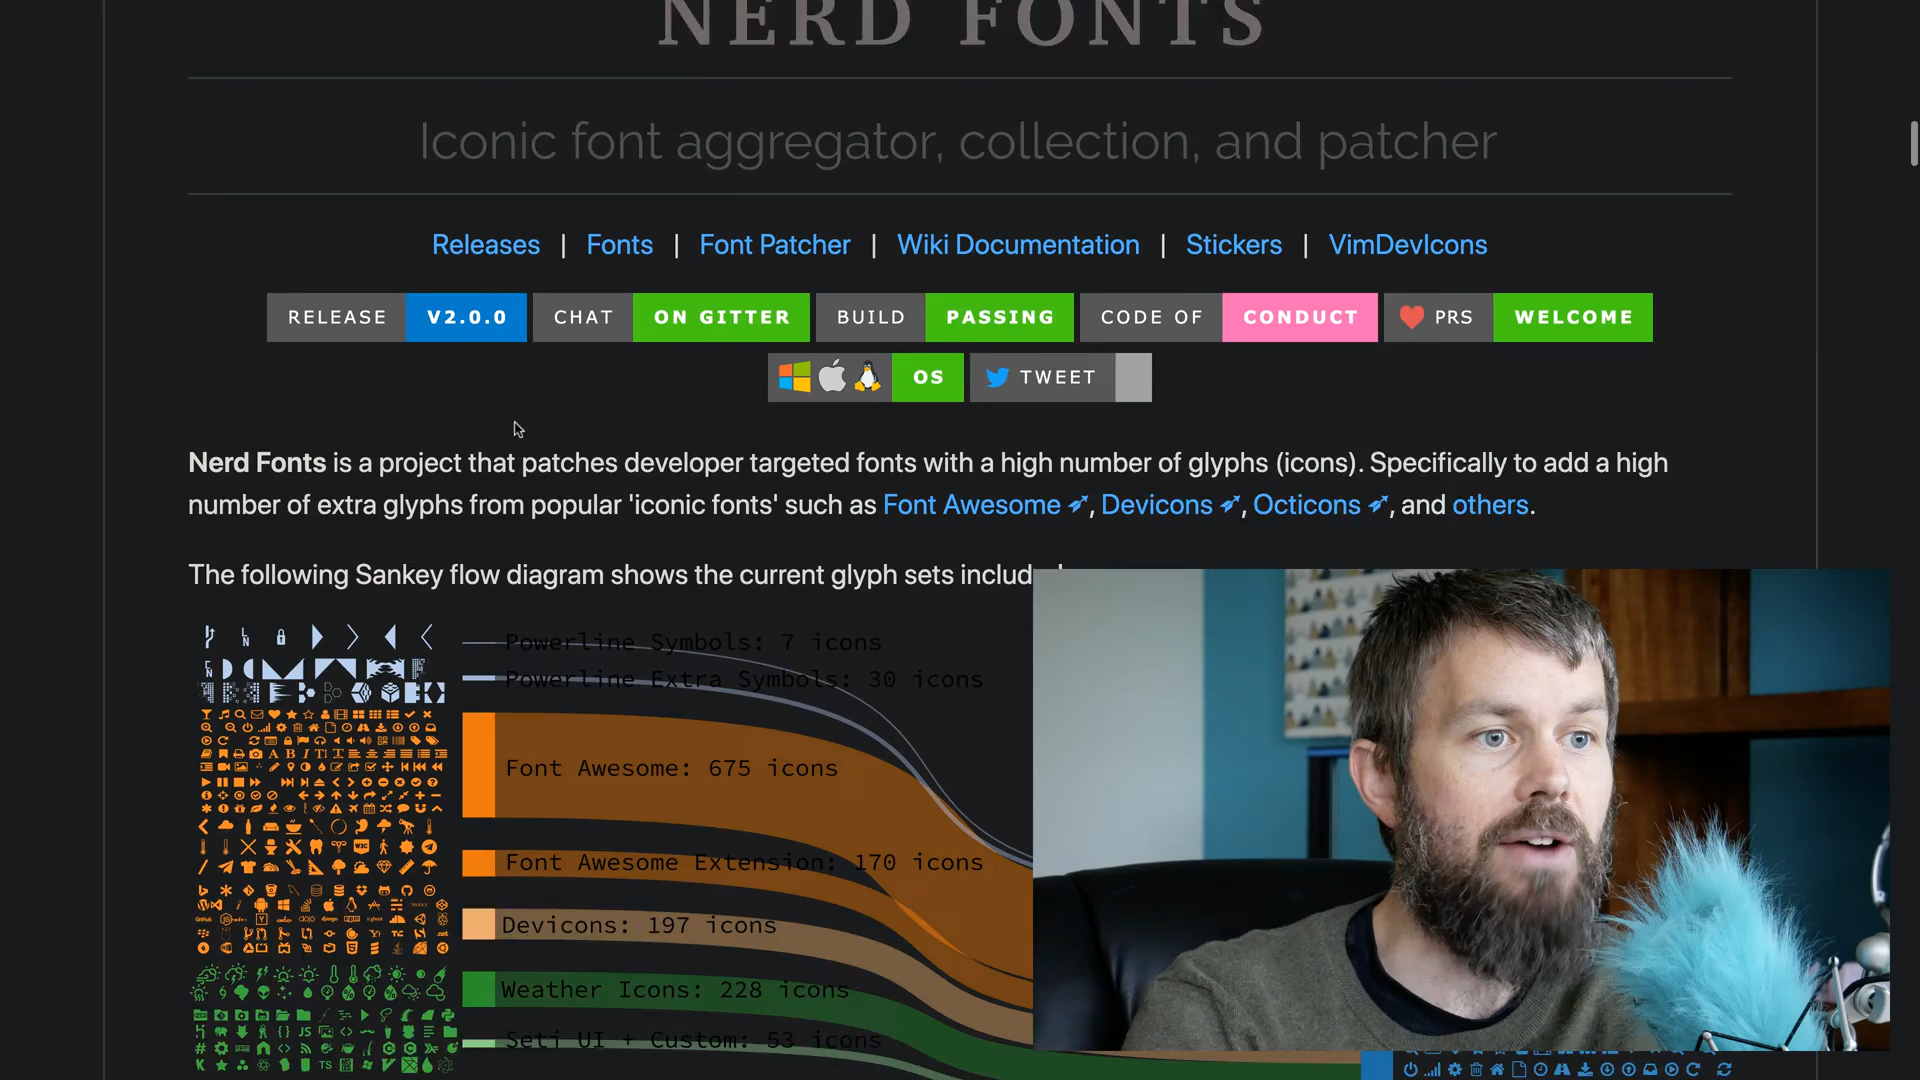 NERD FONTS
Iconic font aggregator, collection, and patcher
Releases | Fonts | Font Patcher | Wiki Documentation | Stickers | VimDevIcons
RELEASE V2.0.0 CHAT ON GITTER BUILD PASSING CODE OF CONDUCT PRS WELCOME
OS TWEET
Nerd Fonts is a project that patches developer targeted fonts with a high number of glyphs (icons). Specifically to add a high
number of extra glyphs from popular 'iconic fonts' such as Font Awesome, Devicons, Octicons, and others.
The following Sankey flow diagram shows the current glyph sets
Powerline Symbols: 7 icons
Powerline Extra Symbols: 30 icons
Font Awesome: 675 icons
Font Awesome Extension: 170 icons
Devicons: 197 icons
Weather Icons: 228 icons
Seti UI + Custom: 53 icons